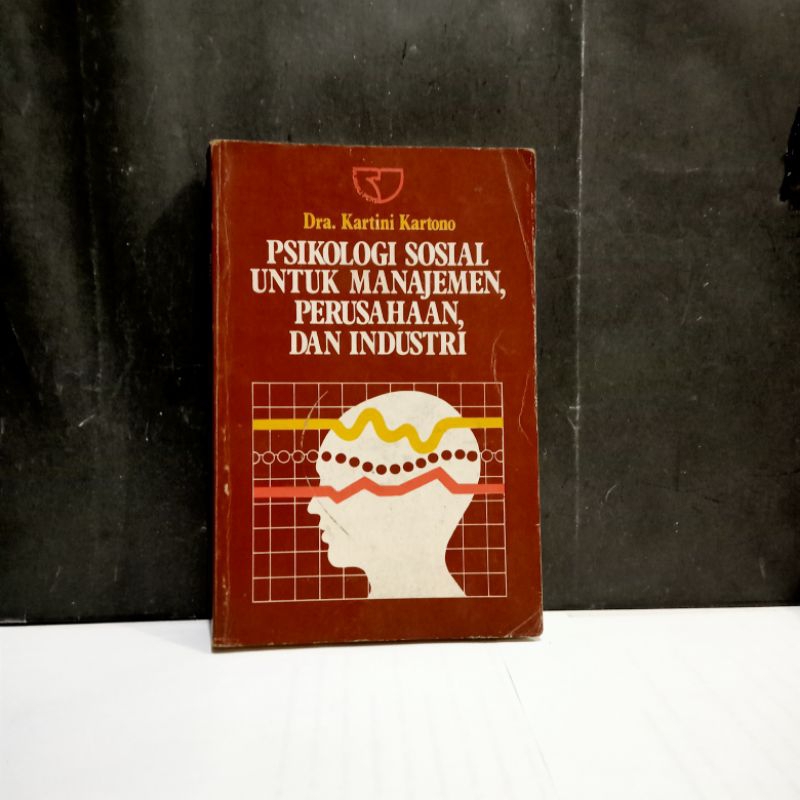 Dra. Kartini Kartono
PSIKOLOGI SOSIAL
UNTUK MANAJEMEN,
PERUSAHAAN,
DAN INDUSTRI